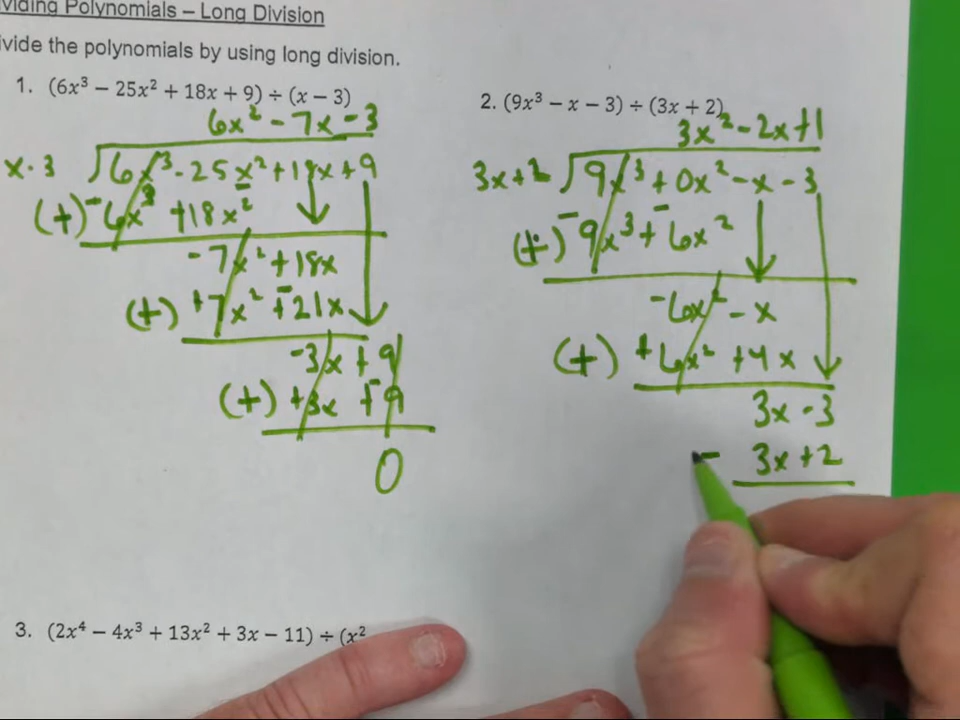 viding Polynomials – Long Division
ivide the polynomials by using long division.
1. (6x³ − 25x² + 18x + 9) ÷ (x − 3)
6x² - 7x - 3
x - 3 √6x³ - 25x² + 18x + 9
(+) - 6x³ + 18x²
-7x² + 18x
(+) +7x² - 21x
-3x + 9
(+) +3x - 9
0
2. (9x³ − x − 3) ÷ (3x + 2)
3x² - 2x + 1
3x + 2 √9x³ + 0x² - x - 3
(+) - 9x³ - 6x²
-6x² - x
(+) +6x² + 4x
3x - 3
- 3x + 2
3. (2x⁴ − 4x³ + 13x² + 3x − 11) ÷ (x²